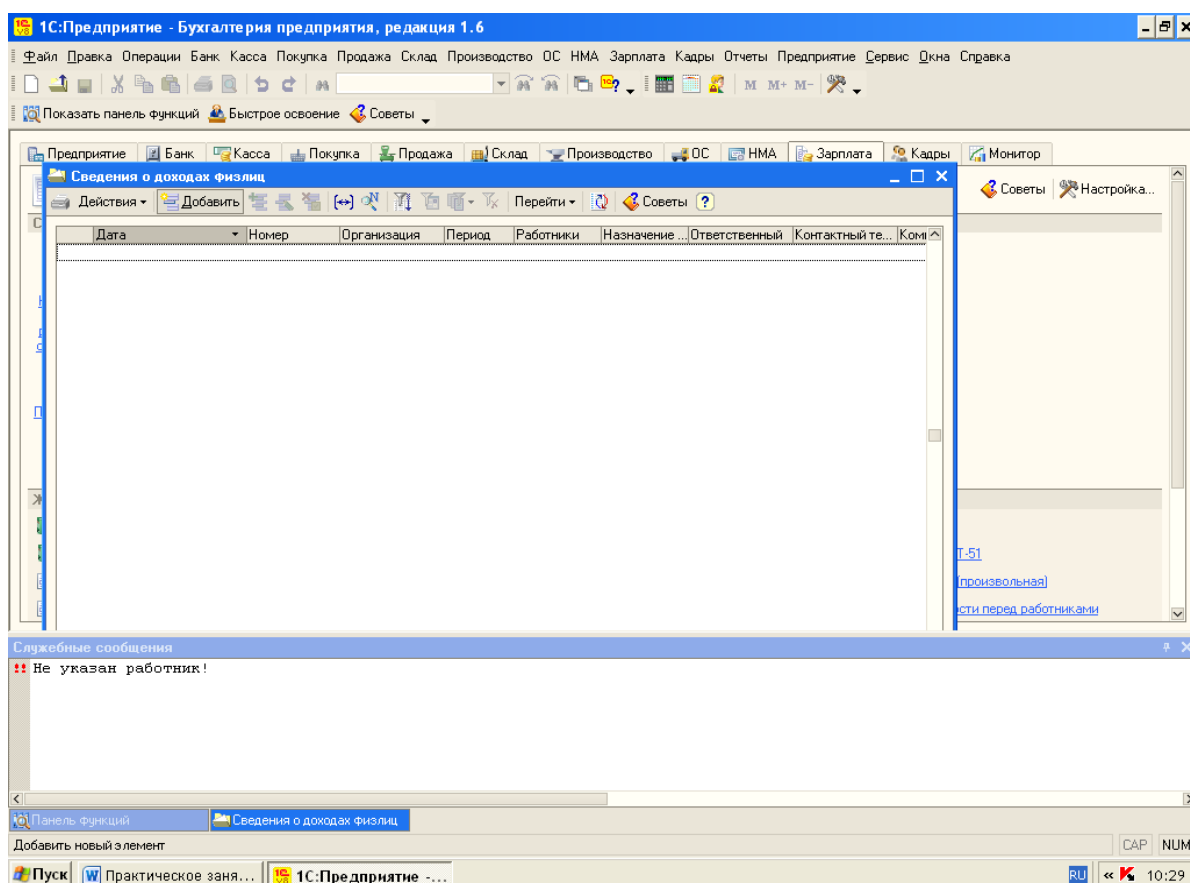 1С:Предприятие - Бухгалтерия предприятия, редакция 1.6
Файл Правка Операции Банк Касса Покупка Продажа Склад Производство ОС НМА Зарплата Кадры Отчеты Предприятие Сервис Окна Справка
M M+ M-
Показать панель функций Быстрое освоение Советы
Предприятие Банк Касса Покупка Продажа Склад Производство ОС НМА Зарплата Кадры Монитор
Сведения о доходах физлиц
Советы Настройка...
Действия Добавить Перейти Советы ?
Дата Номер Организация Период Работники Назначение ... Ответственный Контактный те... Ком
Т-51
(произвольная)
сти перед работниками
Служебные сообщения
!! Не указан работник!
Панель функций Сведения о доходах физлиц
Добавить новый элемент CAP NUM
Пуск Практическое заня... 1С:Предприятие -... RU « 10:29